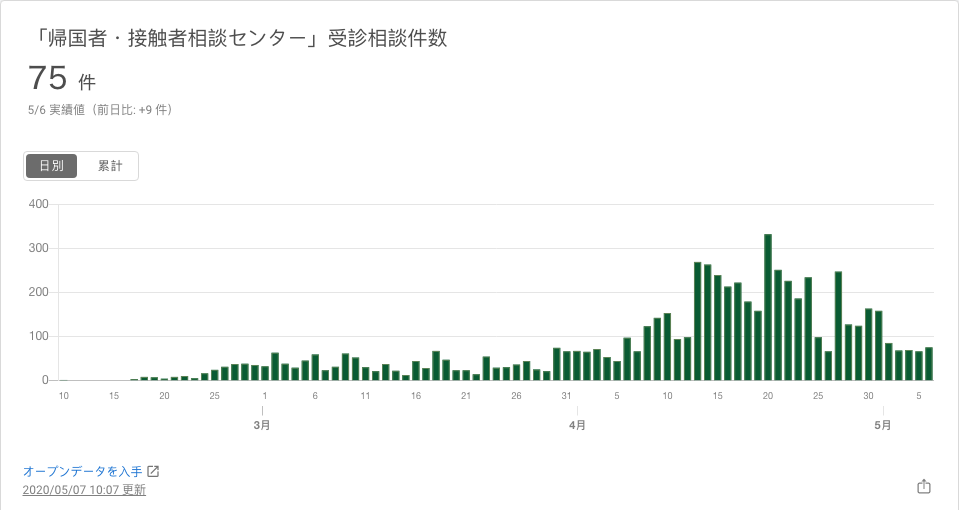 「帰国者・接触者相談センター」受診相談件数
75 件
5/6 実績値（前日比: +9 件）
日別 累計
400
300
200
100
0
10 15 20 25 1 6 11 16 21 26 31 5 10 15 20 25 30 5
3月 4月 5月
オープンデータを入手
2020/05/07 10:07 更新